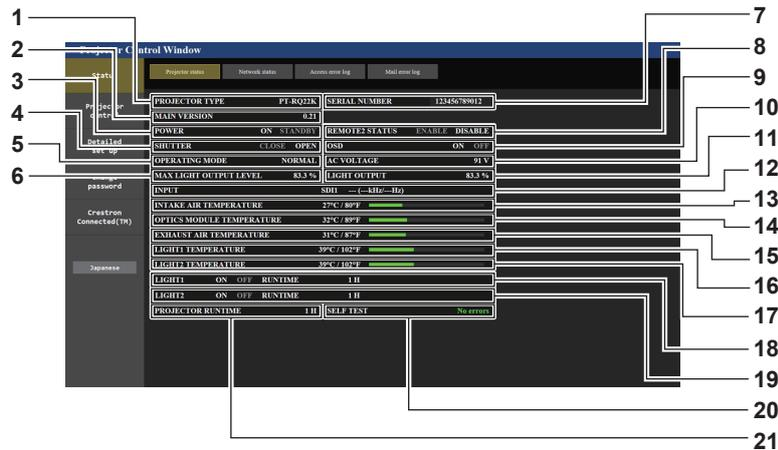 1
2
3
4
5
6
7
8
9
10
11
12
13
14
15
16
17
18
19
20
21
Control Window
Status
Projector status
Network status
Access error log
Mail error log
Projector control
Detailed set up
Change password
Crestron Connected(TM)
Japanese
PROJECTOR TYPE PT-RQ22K
SERIAL NUMBER 123456789012
MAIN VERSION 0.21
POWER ON STANDBY
REMOTE2 STATUS ENABLE DISABLE
SHUTTER CLOSE OPEN
OSD ON OFF
OPERATING MODE NORMAL
AC VOLTAGE 91 V
MAX LIGHT OUTPUT LEVEL 83.3 %
LIGHT OUTPUT 83.3 %
INPUT SDI1 --- (---kHz/---Hz)
INTAKE AIR TEMPERATURE 27°C / 80°F
OPTICS MODULE TEMPERATURE 32°C / 89°F
EXHAUST AIR TEMPERATURE 31°C / 87°F
LIGHT1 TEMPERATURE 39°C / 102°F
LIGHT2 TEMPERATURE 39°C / 102°F
LIGHT1 ON OFF RUNTIME 1 H
LIGHT2 ON OFF RUNTIME 1 H
PROJECTOR RUNTIME 1 H
SELF TEST No errors